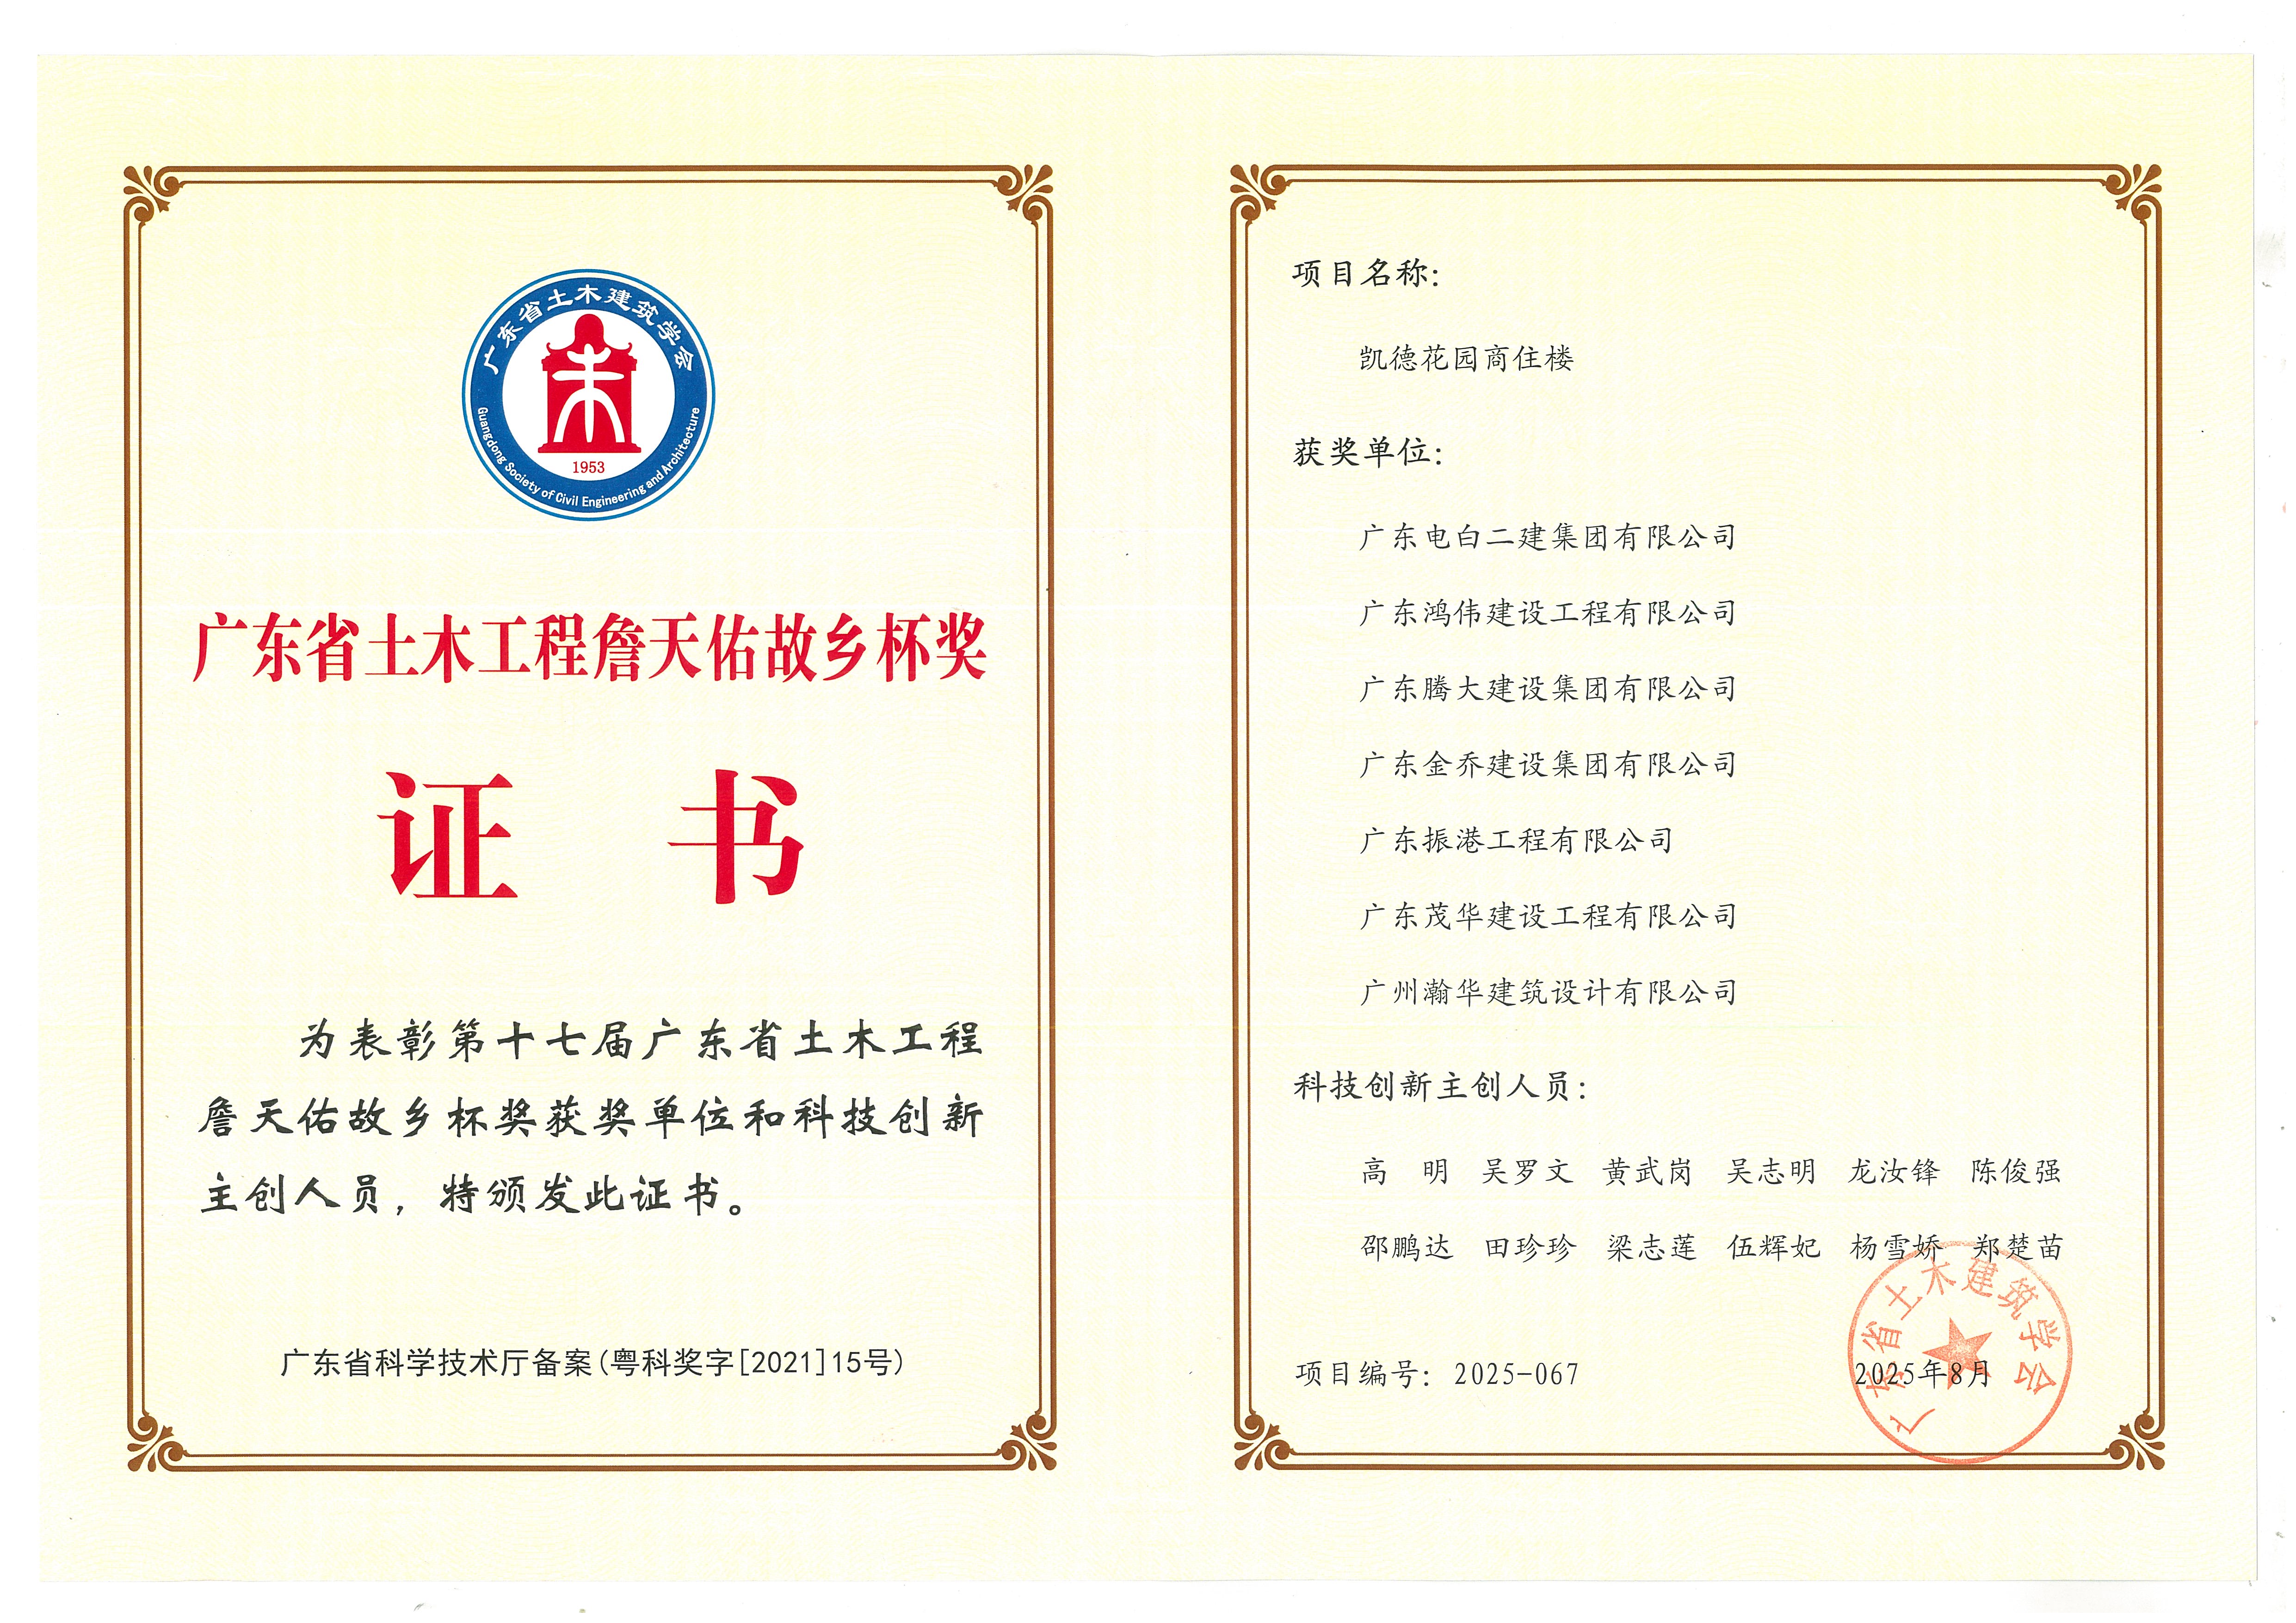 广东省土木建筑学会
1953
Guangdong Society of Civil Engineering and Architecture
广东省土木工程詹天佑故乡杯奖
证 书
为表彰第十七届广东省土木工程
詹天佑故乡杯奖获奖单位和科技创新
主创人员，特颁发此证书。
广东省科学技术厅备案(粤科奖字[2021]15号)
项目名称：
凯德花园商住楼
获奖单位：
广东电白二建集团有限公司
广东鸿伟建设工程有限公司
广东腾大建设集团有限公司
广东金乔建设集团有限公司
广东振港工程有限公司
广东茂华建设工程有限公司
广州瀚华建筑设计有限公司
科技创新主创人员：
高 明 吴罗文 黄武岗 吴志明 龙汝锋 陈俊强
邵鹏达 田珍珍 梁志莲 伍辉妃 杨雪娇 郑楚苗
项目编号：2025-067
2025年8月
广东省土木建筑学会